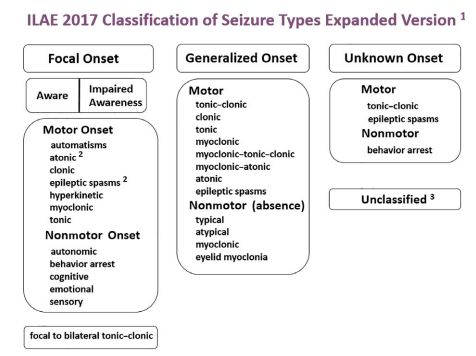 ILAE 2017 Classification of Seizure Types Expanded Version 1
Focal Onset
Aware
Impaired
Awareness
Motor Onset
automatisms
atonic 2
clonic
epileptic spasms 2
hyperkinetic
myoclonic
tonic
Nonmotor Onset
autonomic
behavior arrest
cognitive
emotional
sensory
focal to bilateral tonic–clonic
Generalized Onset
Motor
tonic–clonic
clonic
tonic
myoclonic
myoclonic–tonic–clonic
myoclonic–atonic
atonic
epileptic spasms
Nonmotor (absence)
typical
atypical
myoclonic
eyelid myoclonia
Unknown Onset
Motor
tonic–clonic
epileptic spasms
Nonmotor
behavior arrest
Unclassified 3